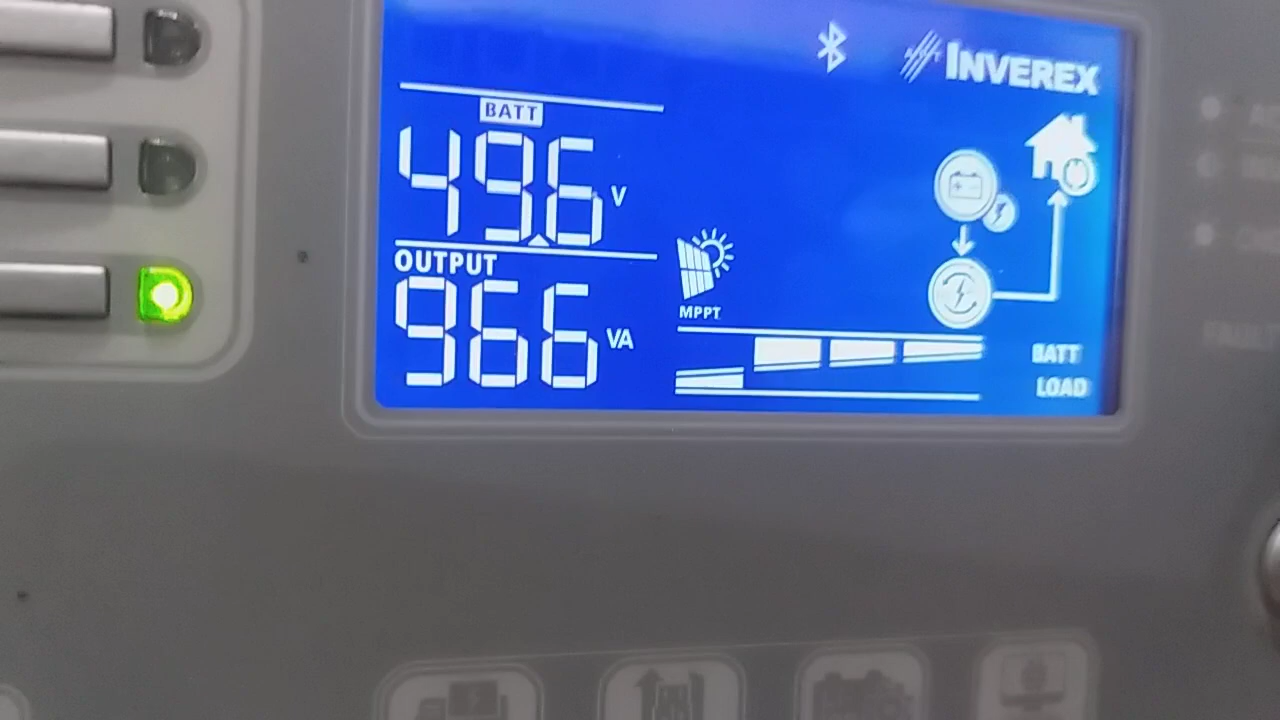 INVEREX
BATT
49.6 V
OUTPUT
966 VA
MPPT
BATT
LOAD